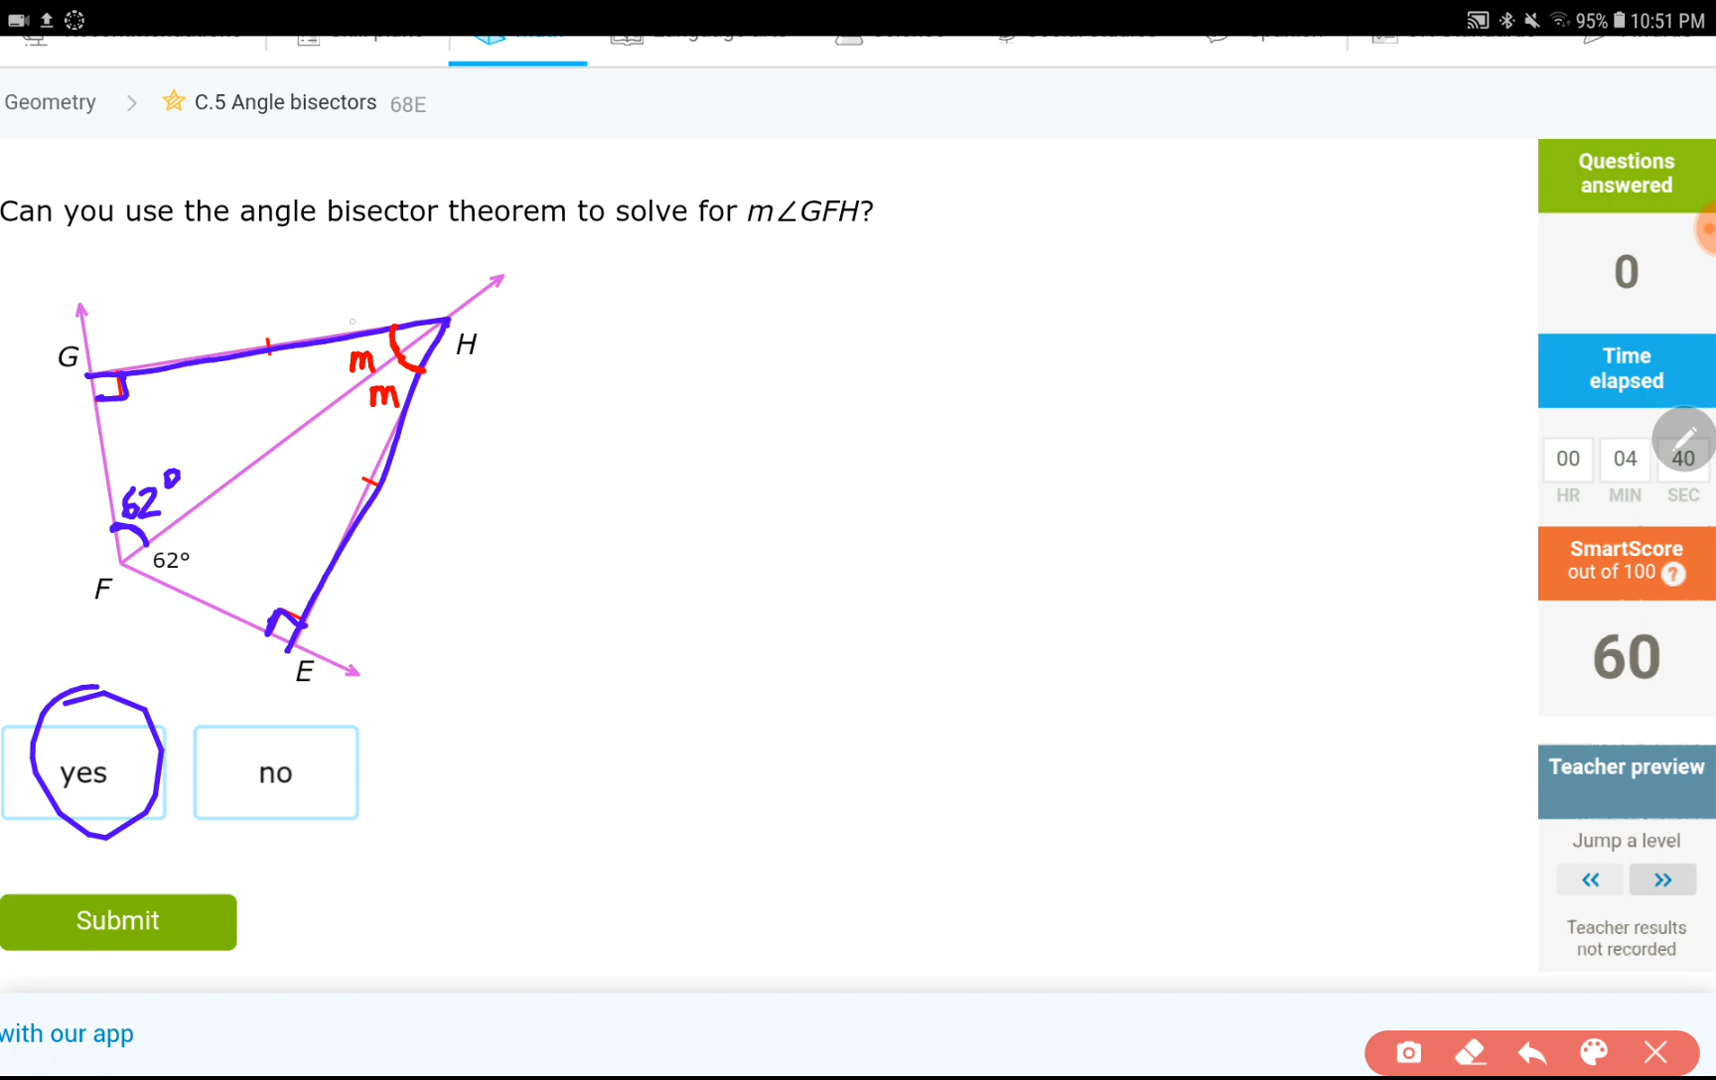 95% 10:51 PM
Geometry > C.5 Angle bisectors 68E
Can you use the angle bisector theorem to solve for m∠GFH?
G
H
m
m
62°
62°
F
E
yes
no
Submit
Questions
answered
0
Time
elapsed
00 04 40
HR MIN SEC
SmartScore
out of 100 ?
60
Teacher preview
Jump a level
Teacher results
not recorded
with our app